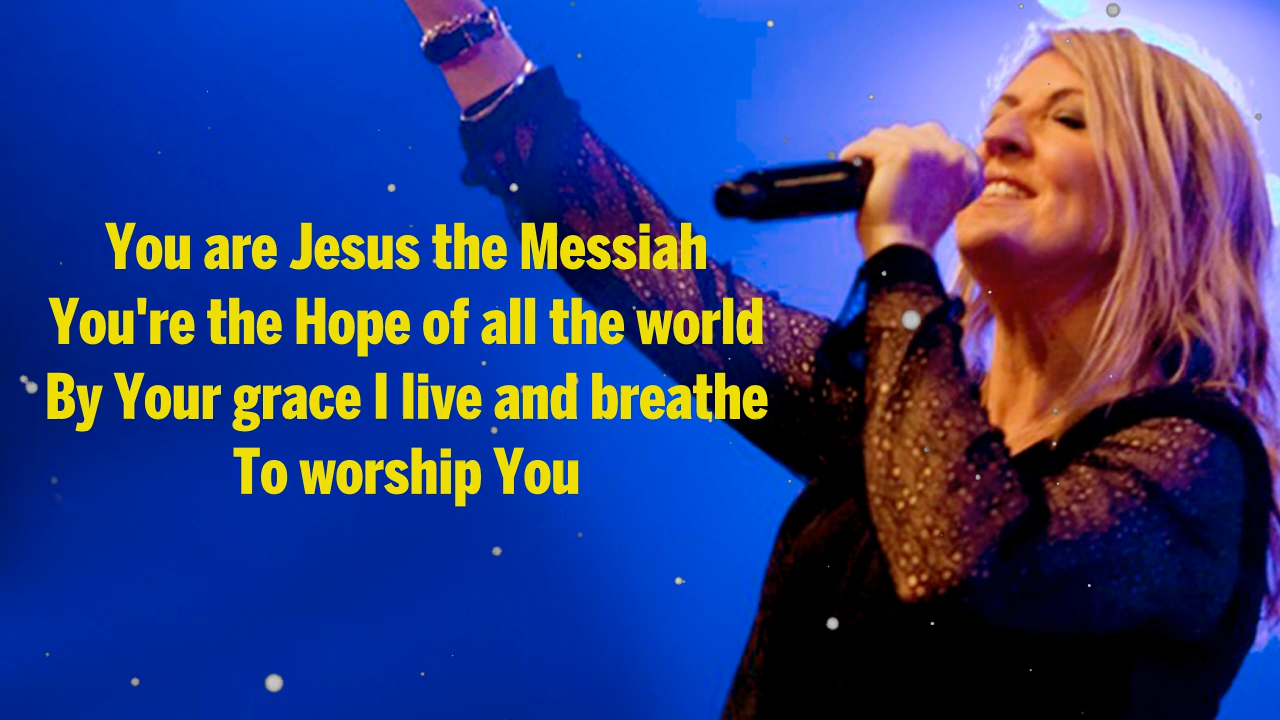 You are Jesus the Messiah
You're the Hope of all the world
By Your grace I live and breathe
To worship You